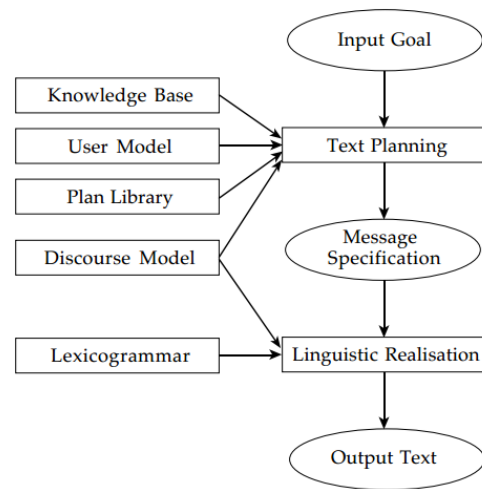 Input Goal
Knowledge Base
User Model
Text Planning
Plan Library
Discourse Model
Message
Specification
Lexicogrammar
Linguistic Realisation
Output Text